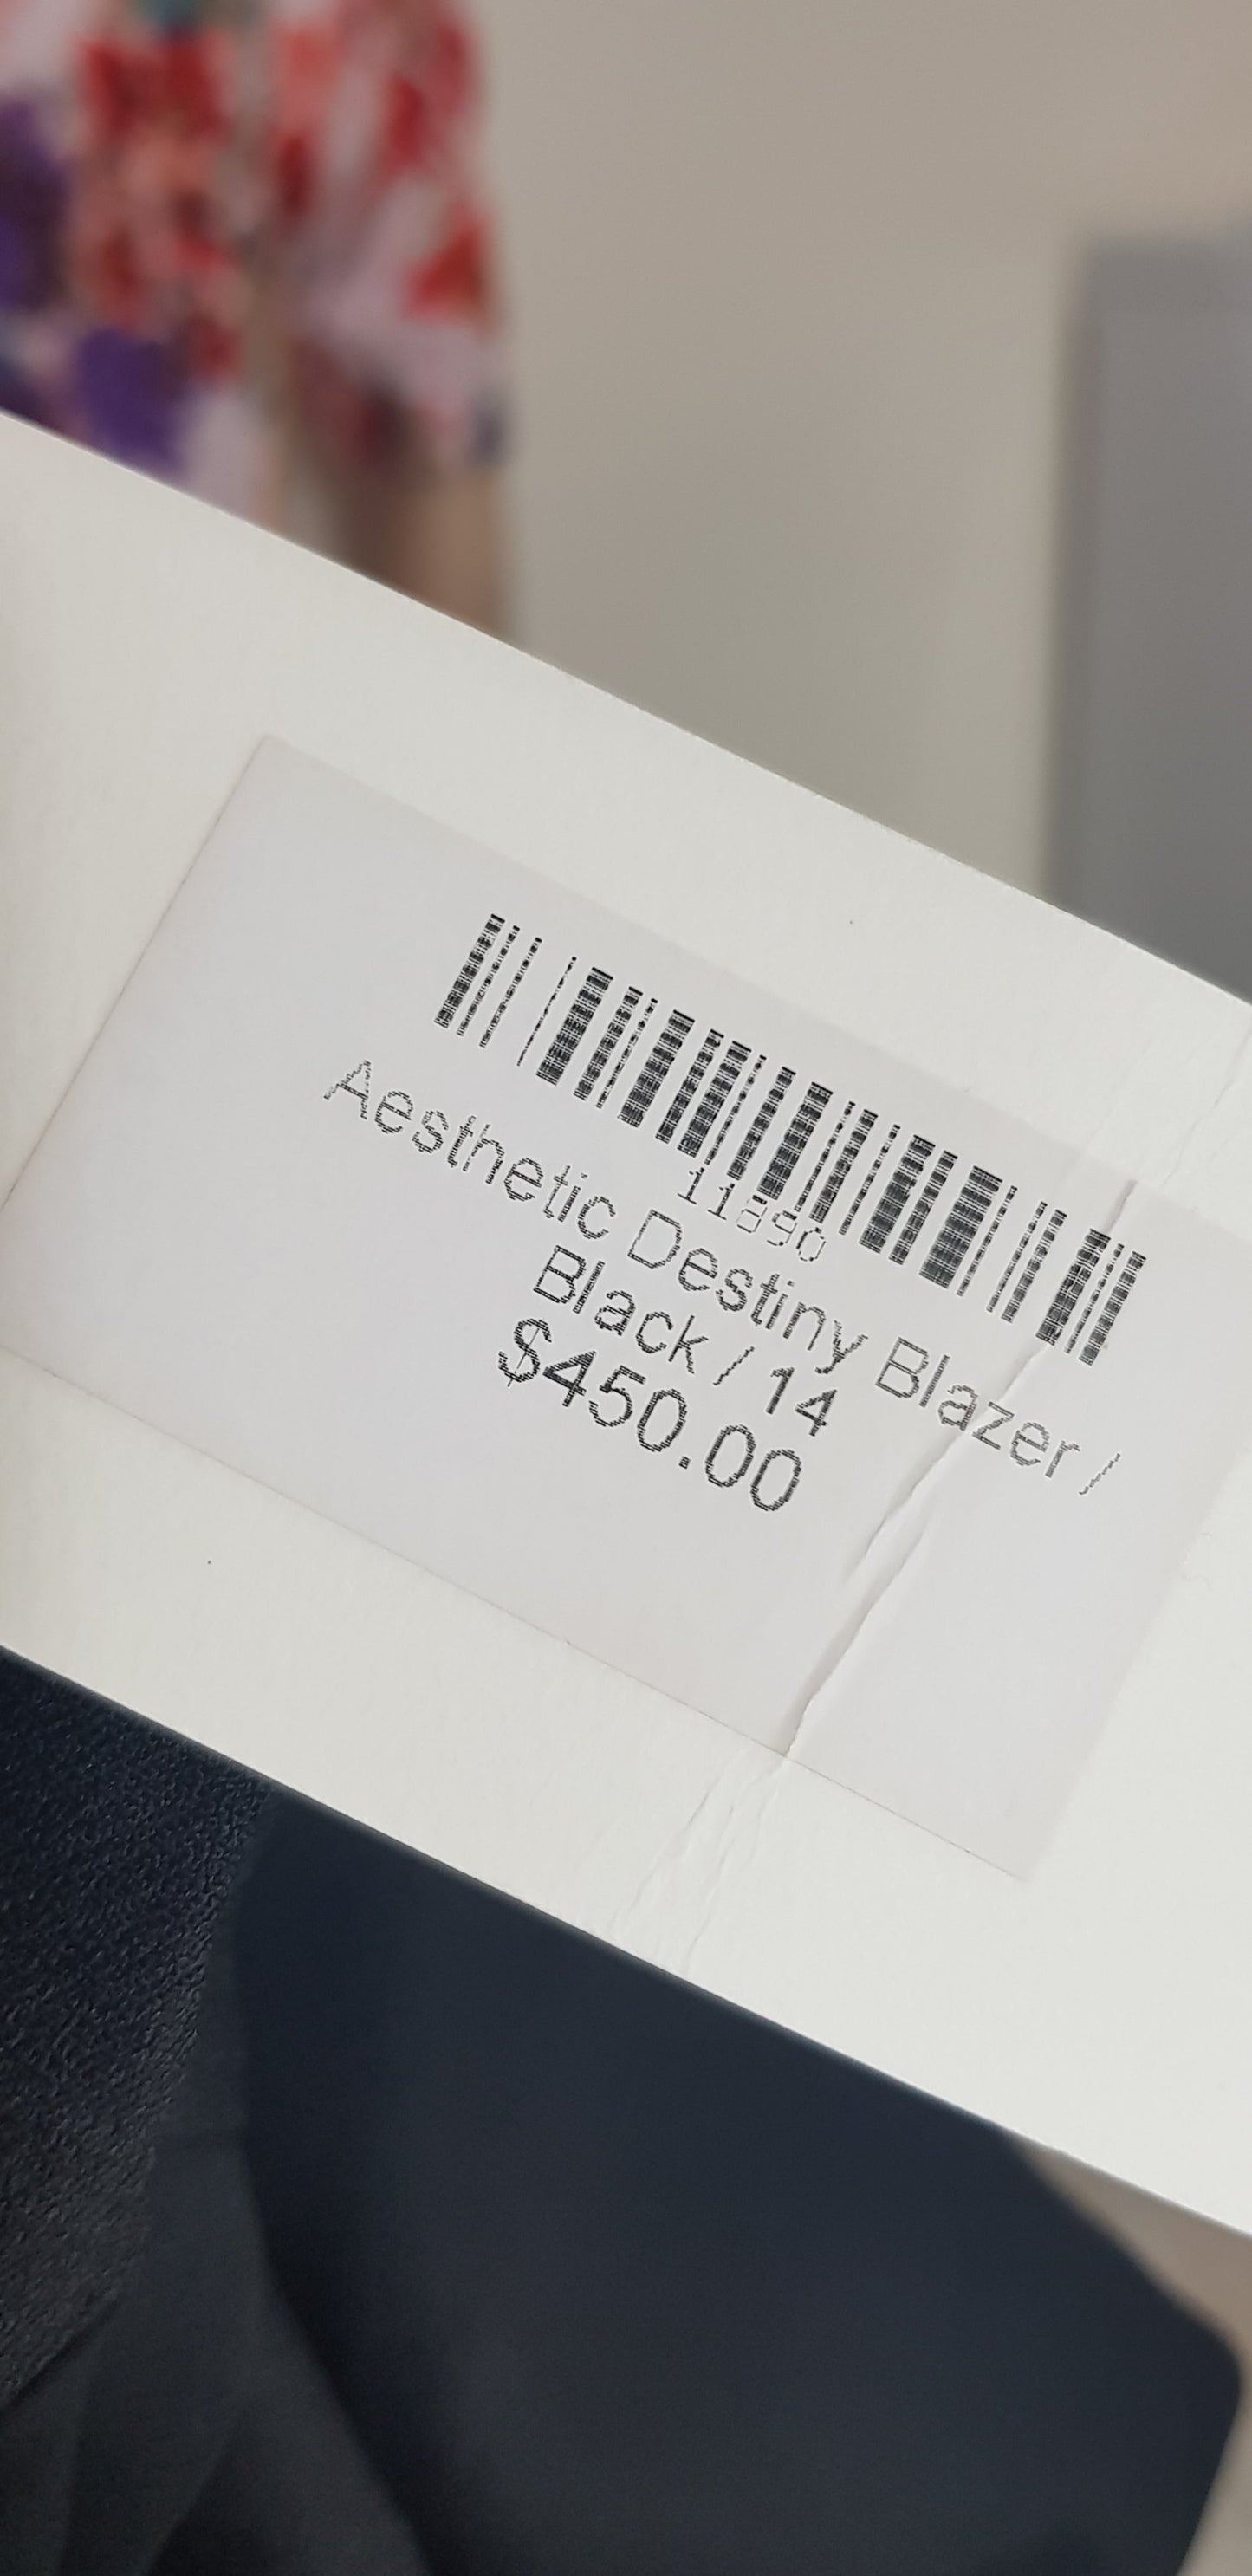 11890
Aesthetic Destiny Blazer /
Black / 14
$450.00